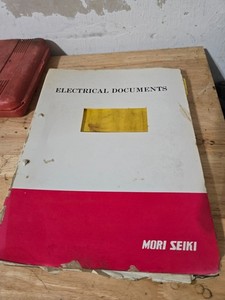 ELECTRICAL DOCUMENTS
MORI SEIKI